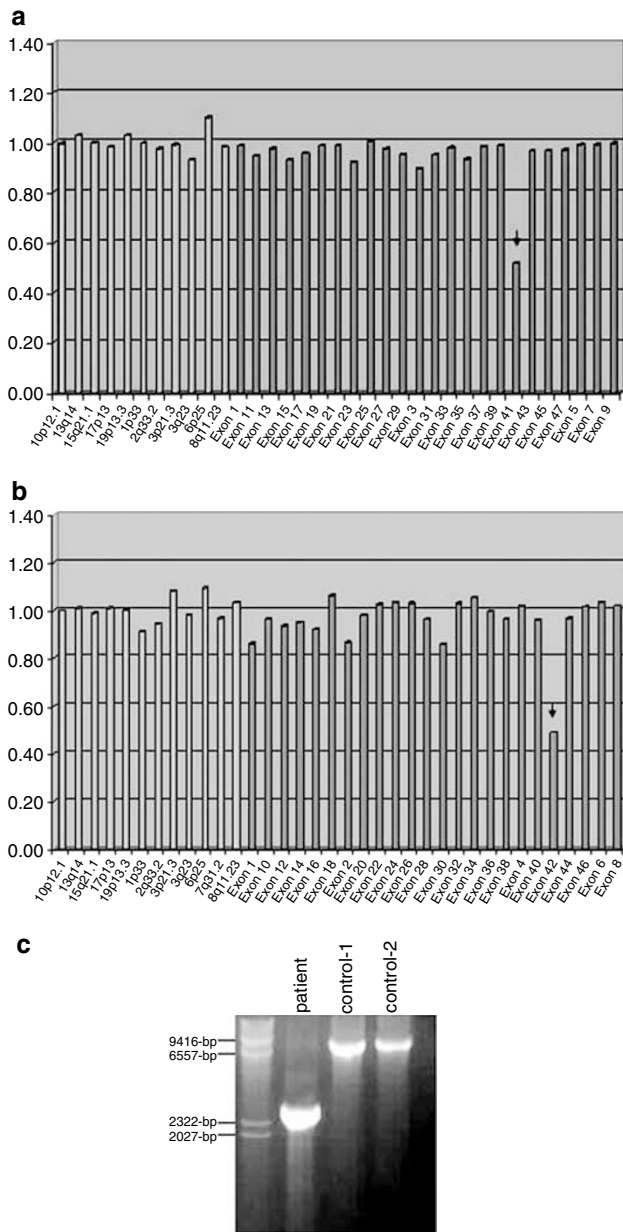 a
1.40
1.20
1.00
0.80
0.60
0.40
0.20
0.00
10p12.1
13q14
15q21.1
17p13
19p13.3
1p33
2q33.2
3p21.3
3q23
6p25
8q11.23
Exon 1
Exon 11
Exon 13
Exon 15
Exon 17
Exon 19
Exon 21
Exon 23
Exon 25
Exon 27
Exon 29
Exon 3
Exon 31
Exon 33
Exon 35
Exon 37
Exon 39
Exon 41
Exon 43
Exon 45
Exon 47
Exon 5
Exon 7
Exon 9
b
1.40
1.20
1.00
0.80
0.60
0.40
0.20
0.00
10p12.1
13q14
15q21.1
17p13
19p13.3
1p33
2q33.2
3p21.3
3q23
6p25
7q31.2
8q11.23
Exon 1
Exon 10
Exon 12
Exon 14
Exon 16
Exon 18
Exon 2
Exon 20
Exon 22
Exon 24
Exon 26
Exon 28
Exon 30
Exon 32
Exon 34
Exon 36
Exon 38
Exon 4
Exon 40
Exon 42
Exon 44
Exon 46
Exon 6
Exon 8
c
patient
control-1
control-2
9416-bp
6557-bp
2322-bp
2027-bp